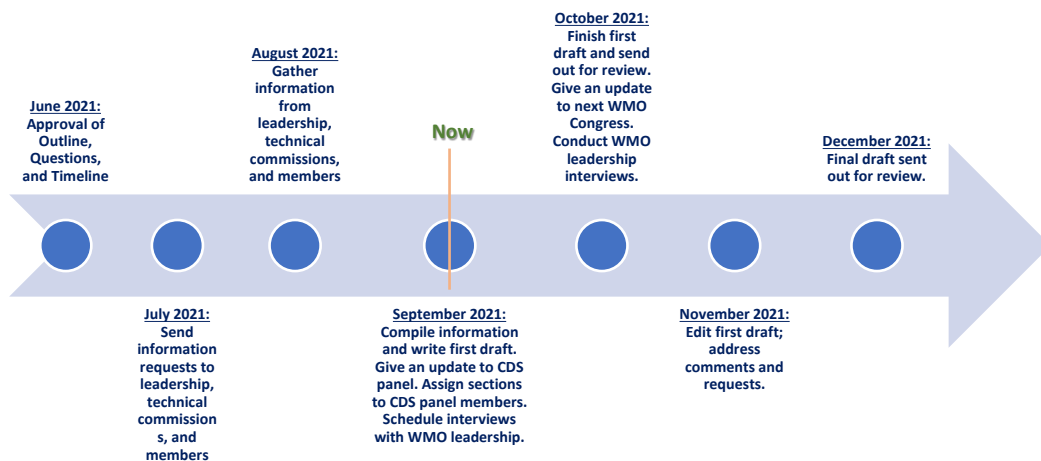 June 2021:
Approval of
Outline,
Questions,
and Timeline
July 2021:
Send
information
requests to
leadership,
technical
commission
s, and
members
August 2021:
Gather
information
from
leadership,
technical
commissions,
and members
Now
September 2021:
Compile information
and write first draft.
Give an update to CDS
panel. Assign sections
to CDS panel members.
Schedule interviews
with WMO leadership.
October 2021:
Finish first
draft and send
out for review.
Give an update
to next WMO
Congress.
Conduct WMO
leadership
interviews.
November 2021:
Edit first draft;
address
comments and
requests.
December 2021:
Final draft sent
out for review.